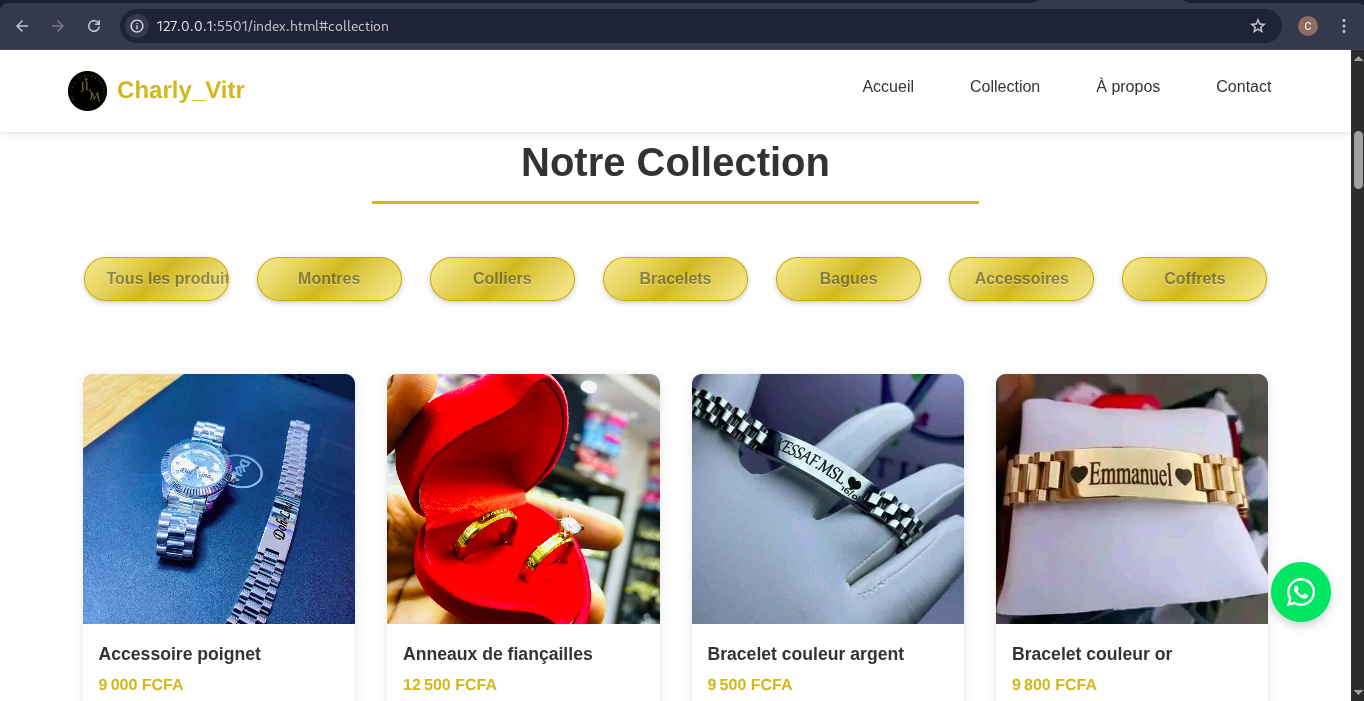 127.0.0.1:5501/index.html#collection
C
JL
M
Charly_Vitr
Accueil
Collection
À propos
Contact
Notre Collection
Tous les produit
Montres
Colliers
Bracelets
Bagues
Accessoires
Coffrets
Emmanuel
Accessoire poignet
9 000 FCFA
Anneaux de fiançailles
12 500 FCFA
Bracelet couleur argent
9 500 FCFA
Bracelet couleur or
9 800 FCFA